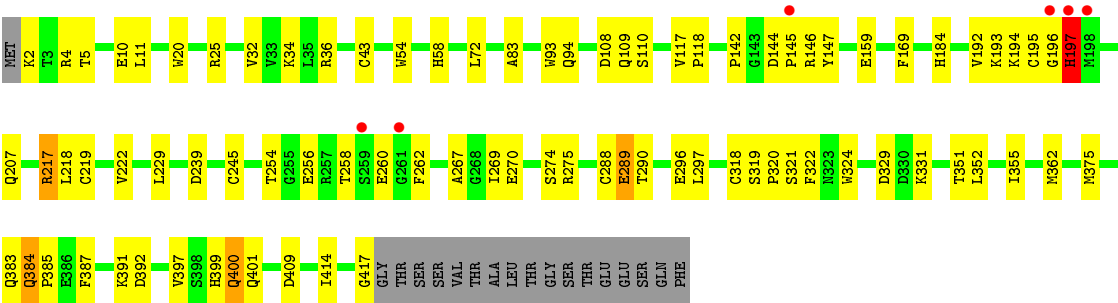 MET K2 T3 R4 T5 E10 L11 W20 R25 V32 V33 K34 L35 R36 C43 W54 H58 L72 A83 W93 Q94 D108 Q109 S110 V117 P118 P142 G143 D144 P145 R146 Y147 E159 F169 H184 V192 K193 K194 C195 G196 H197 M198
Q207 R217 L218 C219 V222 L229 D239 C245 T254 G255 E256 R257 T258 S259 E260 G261 F262 A267 G268 I269 E270 S274 R275 C288 E289 T290 E296 L297 C318 S319 P320 S321 F322 N323 W324 D329 D330 K331 T351 L352 I355 M362 M375
Q383 Q384 P385 E386 F387 K391 D392 V397 S398 H399 Q400 Q401 D409 I414 G417 GLY THR SER SER VAL THR ALA LEU THR THR GLY SER THR GLU GLU SER GLN PHE